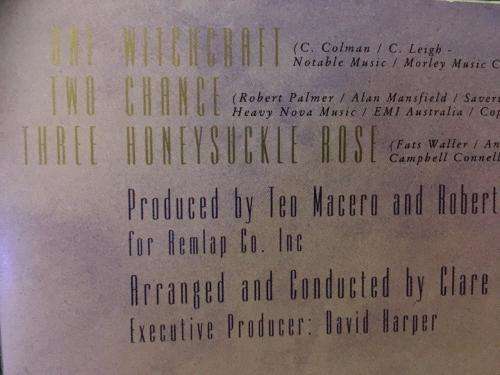 ONE WITCHCRAFT (C. Colman / C. Leigh -
Notable Music / Morley Music C
TWO CHANCE (Robert Palmer / Alan Mansfield / Saver
Heavy Nova Music / EMI Australia / Cop
THREE HONEYSUCKLE ROSE (Fats Waller / An
Campbell Connell
Produced by Teo Macero and Robert
for Remlap Co. Inc
Arranged and Conducted by Clare
Executive Producer: David Harper